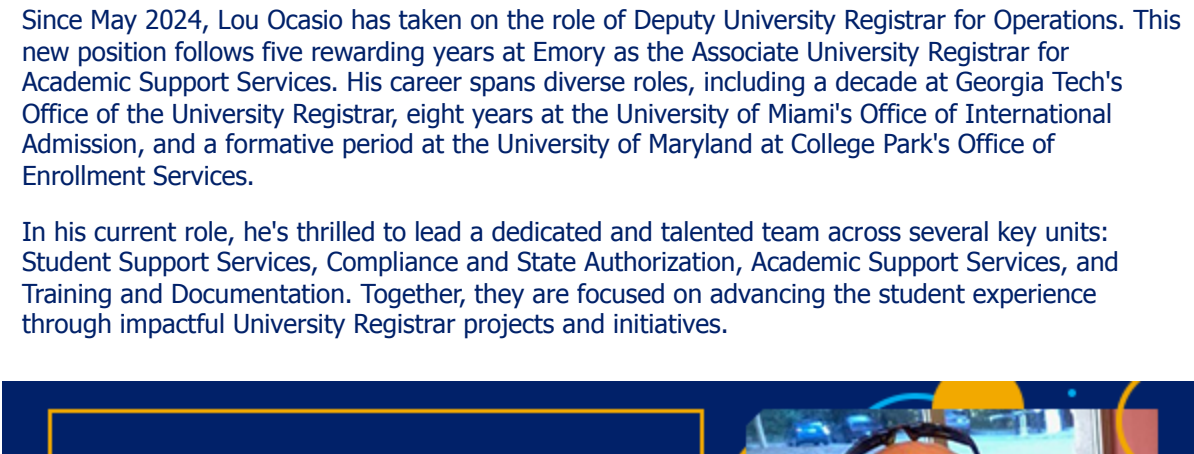 Since May 2024, Lou Ocasio has taken on the role of Deputy University Registrar for Operations. This
new position follows five rewarding years at Emory as the Associate University Registrar for
Academic Support Services. His career spans diverse roles, including a decade at Georgia Tech's
Office of the University Registrar, eight years at the University of Miami's Office of International
Admission, and a formative period at the University of Maryland at College Park's Office of
Enrollment Services.
In his current role, he's thrilled to lead a dedicated and talented team across several key units:
Student Support Services, Compliance and State Authorization, Academic Support Services, and
Training and Documentation. Together, they are focused on advancing the student experience
through impactful University Registrar projects and initiatives.